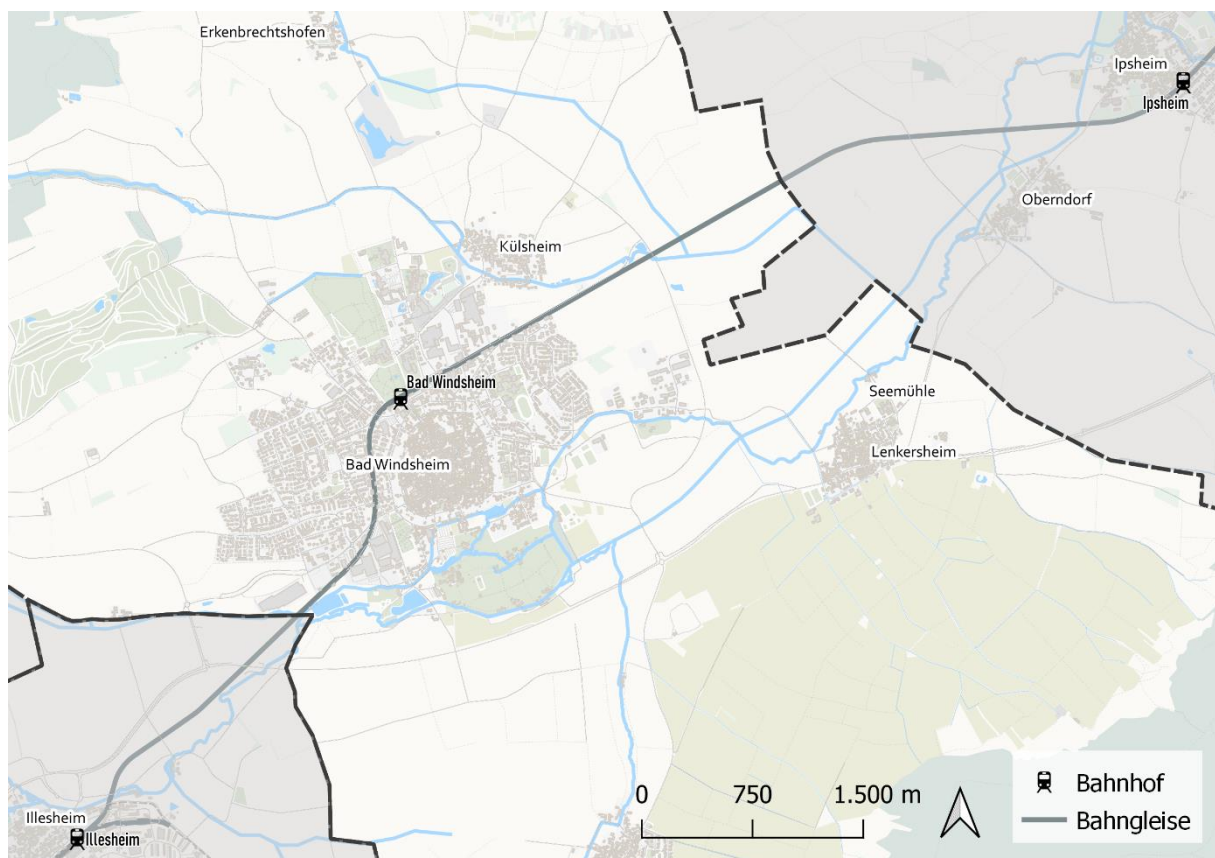 Erkenbrechtshofen
Ipsheim
Ipsheim
Oberndorf
Külsheim
Bad Windsheim
Seemühle
Bad Windsheim
Lenkersheim
Illesheim
Illesheim
0 750 1.500 m
Bahnhof
Bahngleise